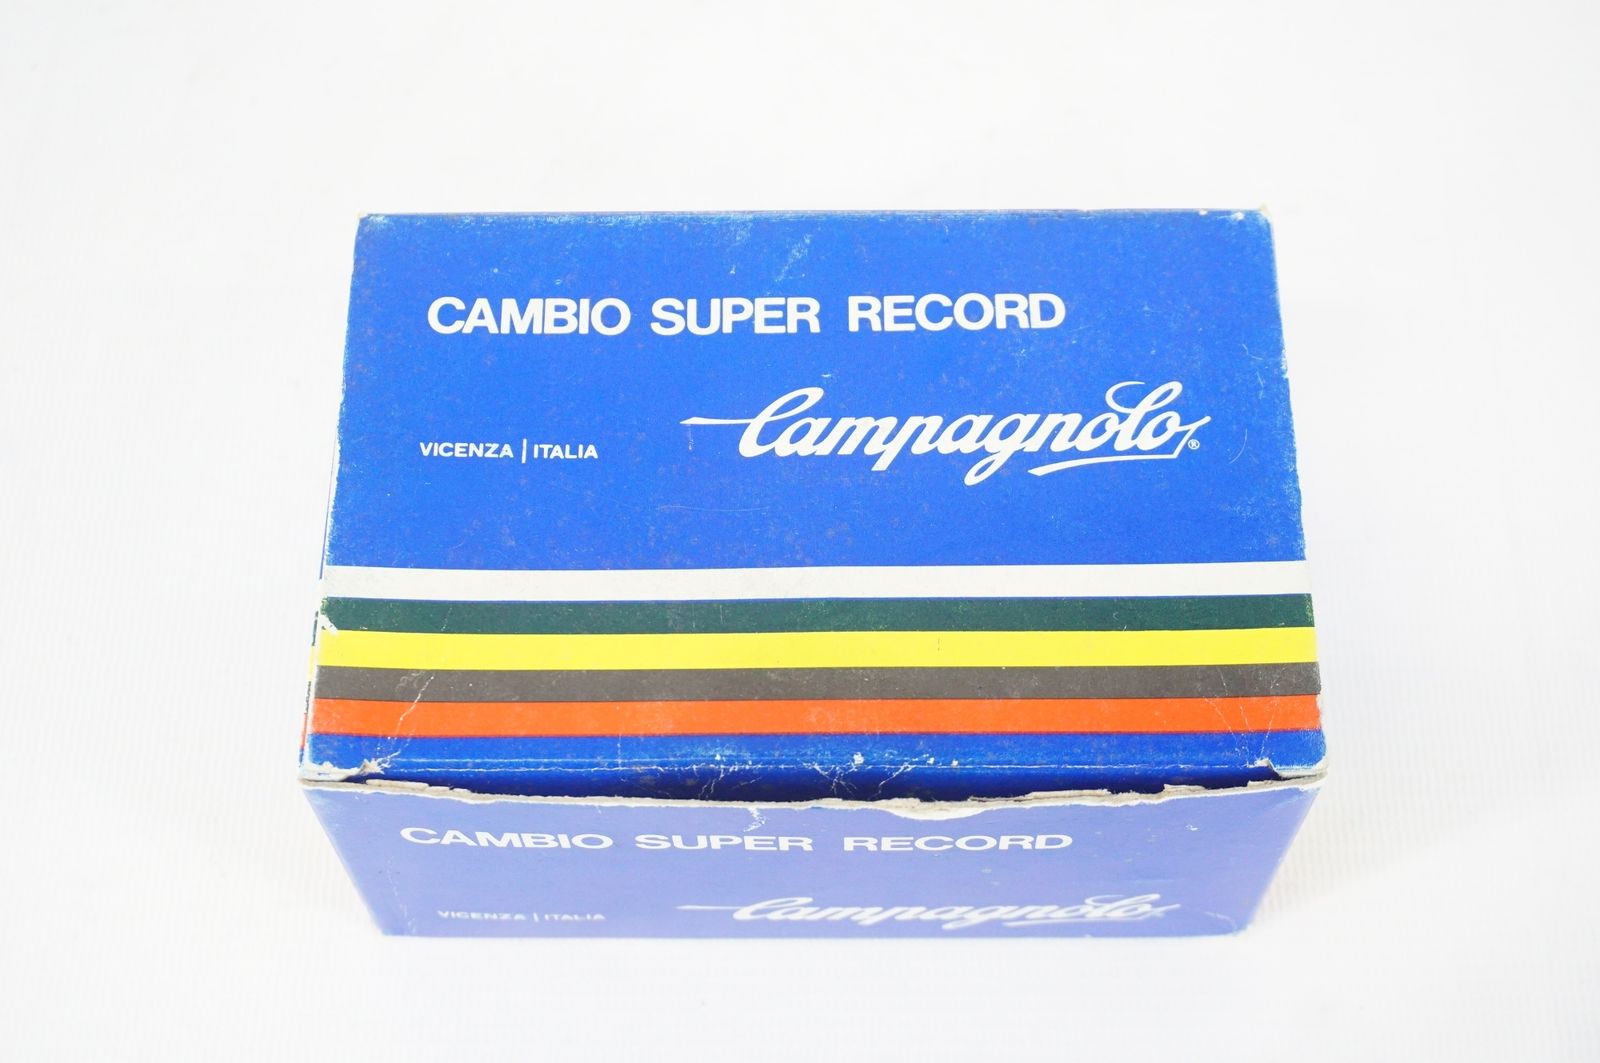 CAMBIO SUPER RECORD
VICENZA | ITALIA
Campagnolo®
CAMBIO SUPER RECORD
VICENZA | ITALIA
Campagnolo